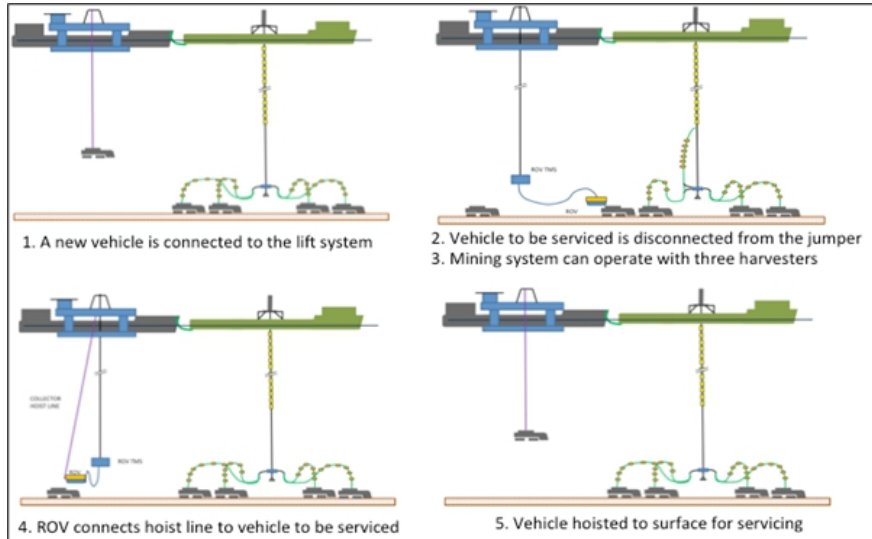 1. A new vehicle is connected to the lift system
ROV TMS
ROV
2. Vehicle to be serviced is disconnected from the jumper
3. Mining system can operate with three harvesters
COLLECTOR
HOIST LINE
ROV TMS
ROV
4. ROV connects hoist line to vehicle to be serviced
5. Vehicle hoisted to surface for servicing